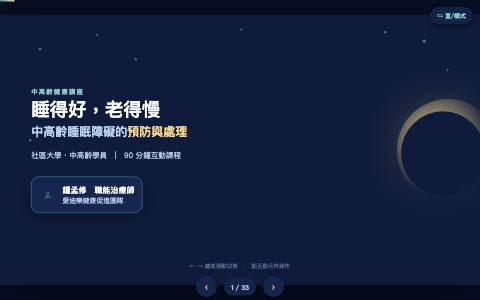 直/橫式
中高齡健康講座
睡得好，老得慢
中高齡睡眠障礙的預防與處理
社區大學 · 中高齡學員 ｜ 90 分鐘互動課程
鍾孟修 職能治療師
愛迪樂健康促進團隊
←→ 鍵或滑動切換 · 點互動元件操作
‹ 1 / 33 ›